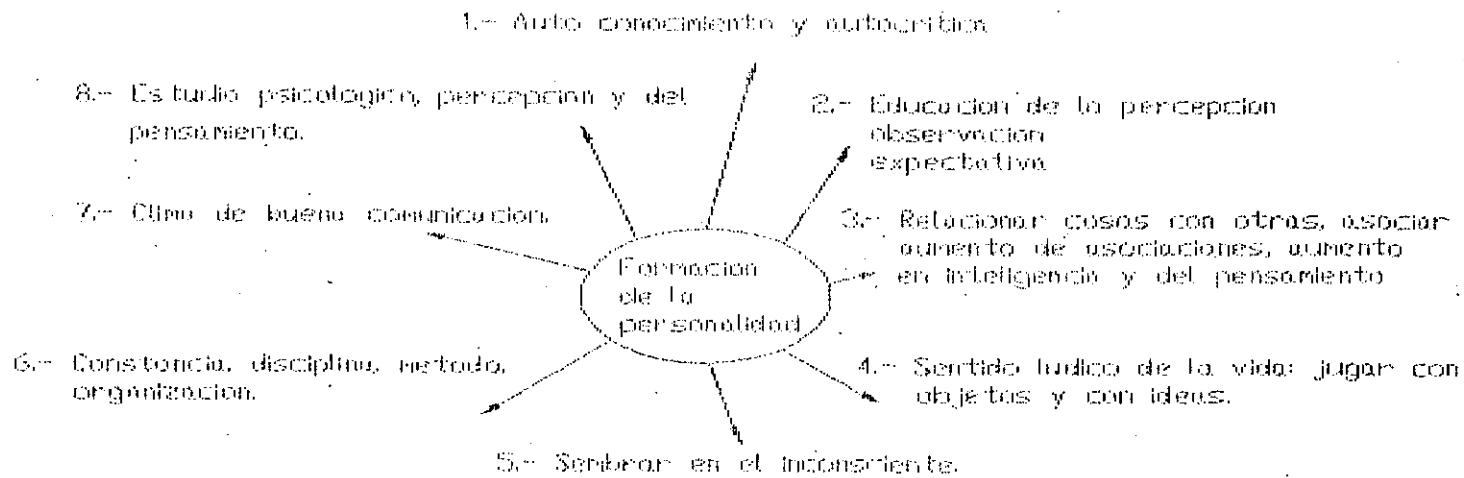 1.- Auto conocimiento y autocritica
8.- Estudio psicologico, percepcion y del
pensamiento.
2.- Educacion de la percepcion
observacion
expectativa
7.- Clima de buena comunicacion.
3.- Relacionar cosas con otras, asociar
aumento de asociaciones, aumento
en inteligencia y del pensamiento
Formacion
de la
personalidad
6.- Constancia, disciplina, metodo,
organizacion.
4.- Sentido ludico de la vida: jugar con
objetos y con ideas.
5.- Sembrar en el inconsciente.